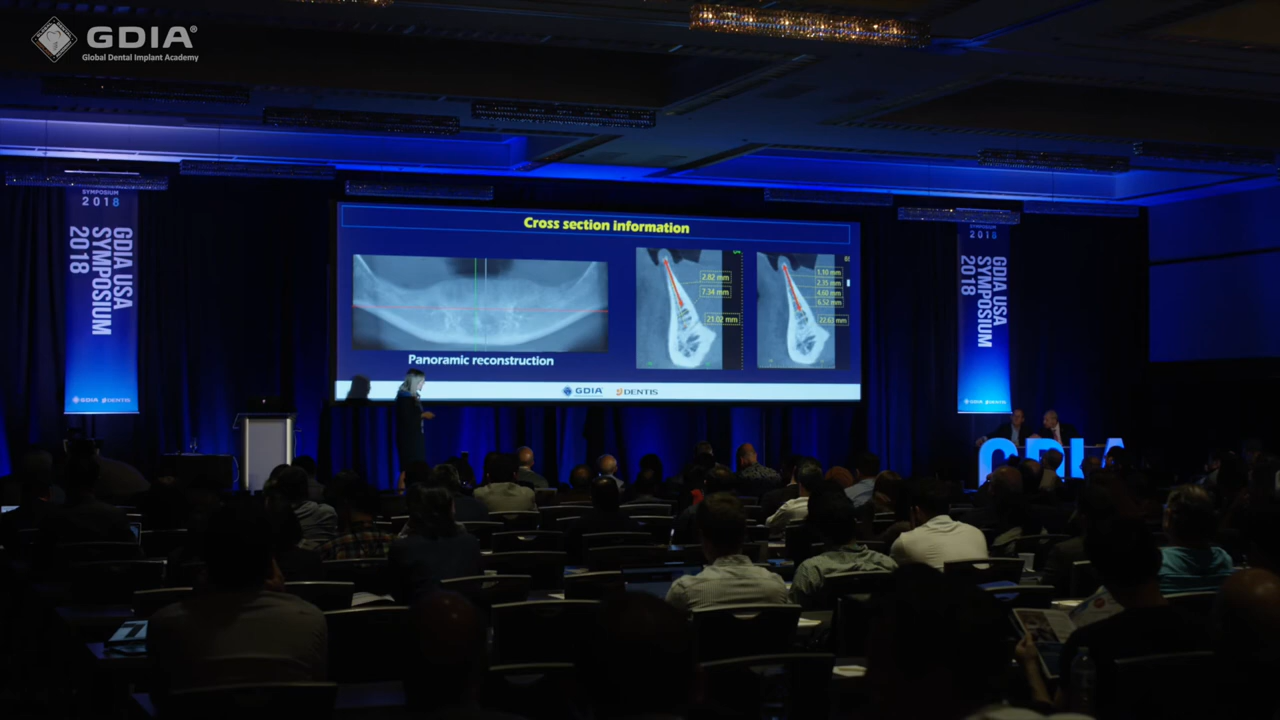 GDIA®
Global Dental Implant Academy
SYMPOSIUM
2018
GDIA USA
SYMPOSIUM
2018
GDIA DENTIS
Cross section information
Panoramic reconstruction
2.82 mm
7.34 mm
21.02 mm
1.10 mm
2.35 mm
4.60 mm
6.52 mm
22.63 mm
GDIA DENTIS
2018
GDIA USA
SYMPOSIUM
2018
GDIA DENTIS
GDIA